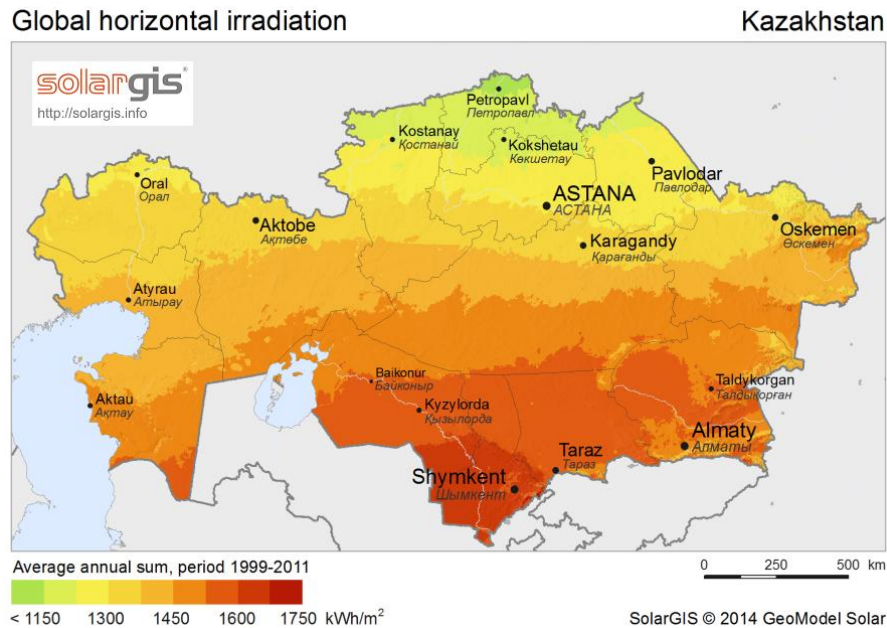 Global horizontal irradiation
Kazakhstan
solargis
http://solargis.info
Petropavl
Петропавл
Kostanay
Қостанай
Kokshetau
Көкшетау
Pavlodar
Павлодар
Oral
Орал
ASTANA
АСТАНА
Aktobe
Ақтөбе
Oskemen
Өскемен
Karagandy
Қарағанды
Atyrau
Атырау
Baikonur
Байконыр
Taldykorgan
Талдықорған
Aktau
Ақтау
Kyzylorda
Қызылорда
Almaty
Алматы
Taraz
Тараз
Shymkent
Шымкент
Average annual sum, period 1999-2011
0 250 500 km
< 1150 1300 1450 1600 1750 kWh/m²
SolarGIS © 2014 GeoModel Solar